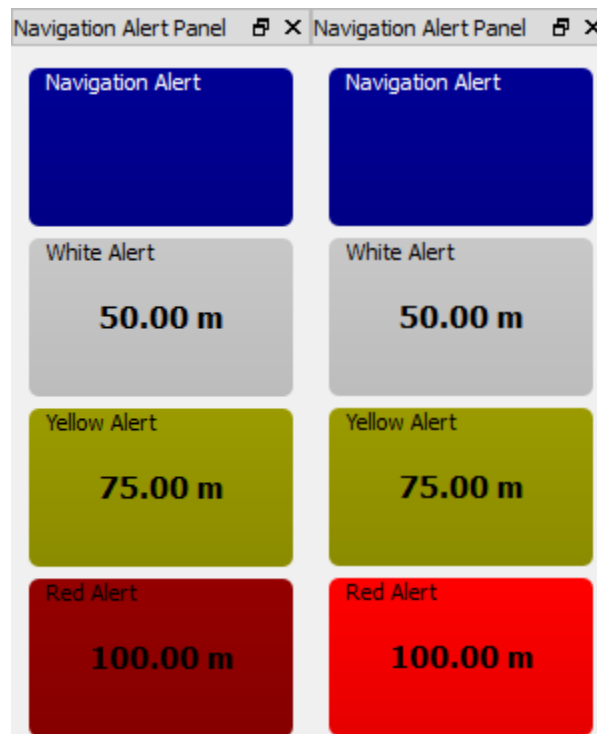 Navigation Alert Panel
Navigation Alert
White Alert
50.00 m
Yellow Alert
75.00 m
Red Alert
100.00 m
Navigation Alert Panel
Navigation Alert
White Alert
50.00 m
Yellow Alert
75.00 m
Red Alert
100.00 m